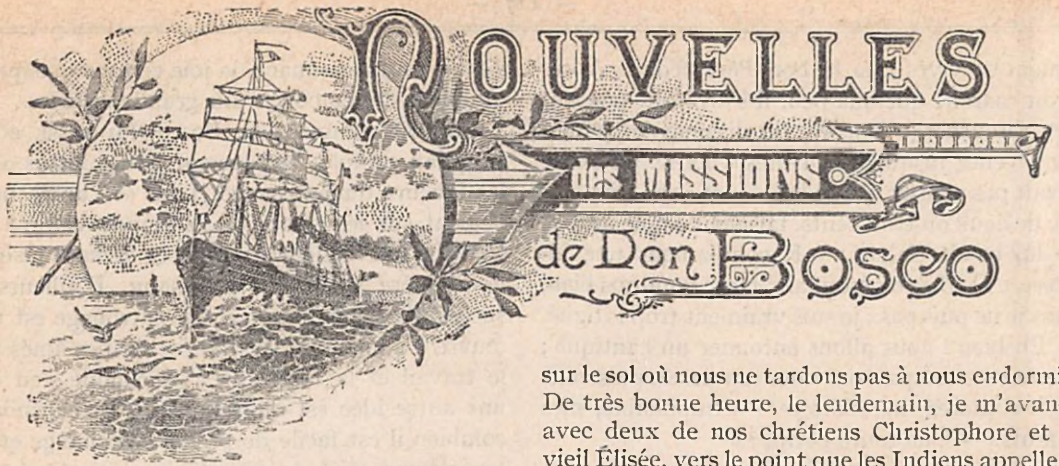 NOUVELLES
des MISSIONS
de Don Bosco
sur le sol où nous ne tardons pas à nous endormi
De très bonne heure, le lendemain, je m'avan
avec deux de nos chrétiens Christophore et
vieil Élisée, vers le point que les Indiens appelle